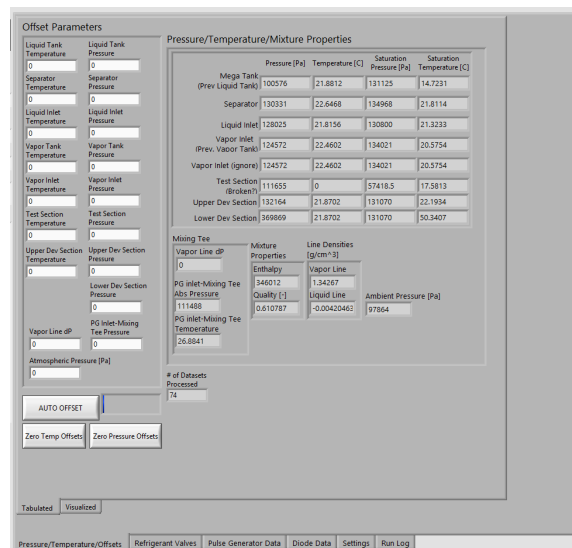 Offset Parameters
Liquid Tank Temperature
0
Liquid Tank Pressure
0
Separator Temperature
0
Separator Pressure
0
Liquid Inlet Temperature
0
Liquid Inlet Pressure
0
Vapor Tank Temperature
0
Vapor Tank Pressure
0
Vapor Inlet Temperature
0
Vapor Inlet Pressure
0
Test Section Temperature
0
Test Section Pressure
0
Upper Dev Section Temperature
0
Upper Dev Section Pressure
0
Lower Dev Section Pressure
0
Vapor Line dP
0
PG Inlet-Mixing Tee Pressure
0
Atmospheric Pressure [Pa]
0
AUTO OFFSET
Zero Temp Offsets
Zero Pressure Offsets
Pressure/Temperature/Mixture Properties
Pressure [Pa] Temperature [C] Saturation Pressure [Pa] Saturation Temperature [C]
Mega Tank (Prev Liquid Tank) 100576 21.8812 131125 14.7231
Separator 130331 22.6468 134968 21.8114
Liquid Inlet 128025 21.8156 130800 21.3233
Vapor Inlet (Prev. Vapor Tank) 124572 22.4602 134021 20.5754
Vapor Inlet (ignore) 124572 22.4602 134021 20.5754
Test Section (Broken?) 111655 0 57418.5 17.5813
Upper Dev Section 132164 21.8702 131070 22.1934
Lower Dev Section 369869 21.8702 131070 50.3407
Mixing Tee
Vapor Line dP
0
PG inlet-Mixing Tee Abs Pressure
111488
PG inlet-Mixing Tee Temperature
26.8841
Mixture Properties
Enthalpy
346012
Quality [-]
0.610787
Line Densities [g/cm^3]
Vapor Line
1.34267
Liquid Line
-0.00420463
Ambient Pressure [Pa]
97864
# of Datasets Processed
74
Tabulated Visualized
Pressure/Temperature/Offsets Refrigerant Valves Pulse Generator Data Diode Data Settings Run Log